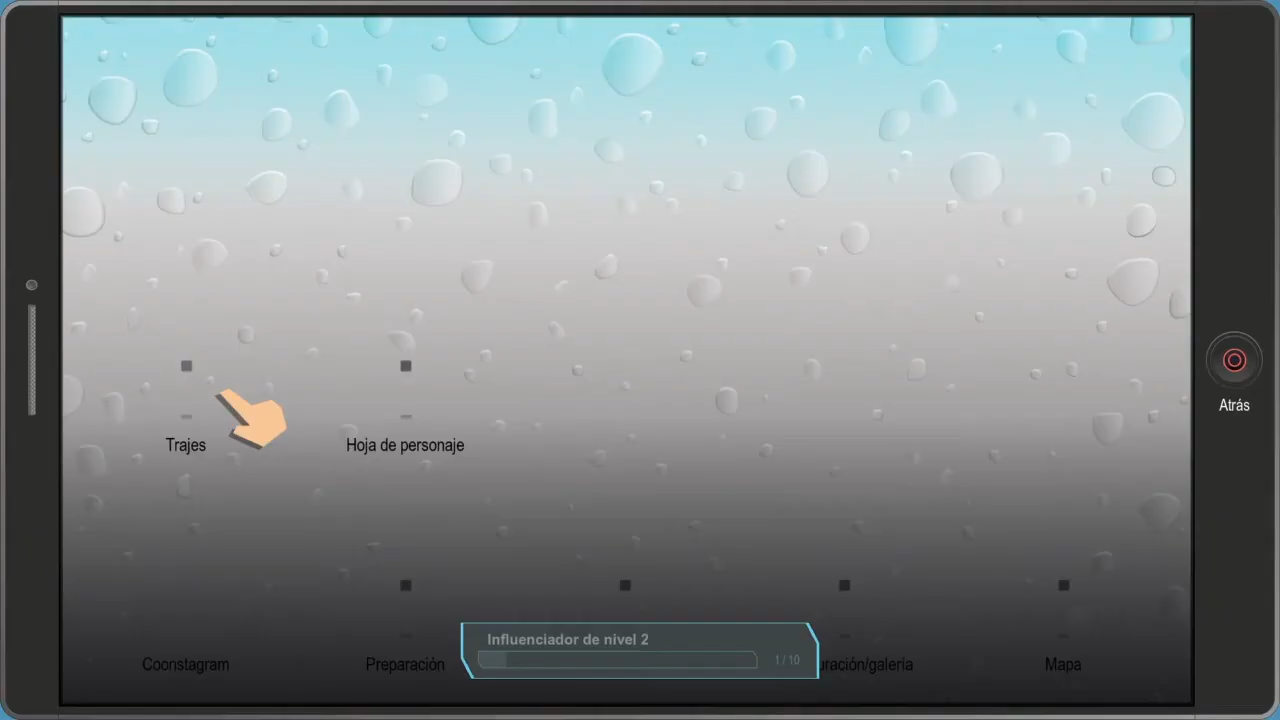 Atrás
Trajes
Hoja de personaje
Influenciador de nivel 2
1 / 10
Coonstagram
Preparación
uración/galería
Mapa